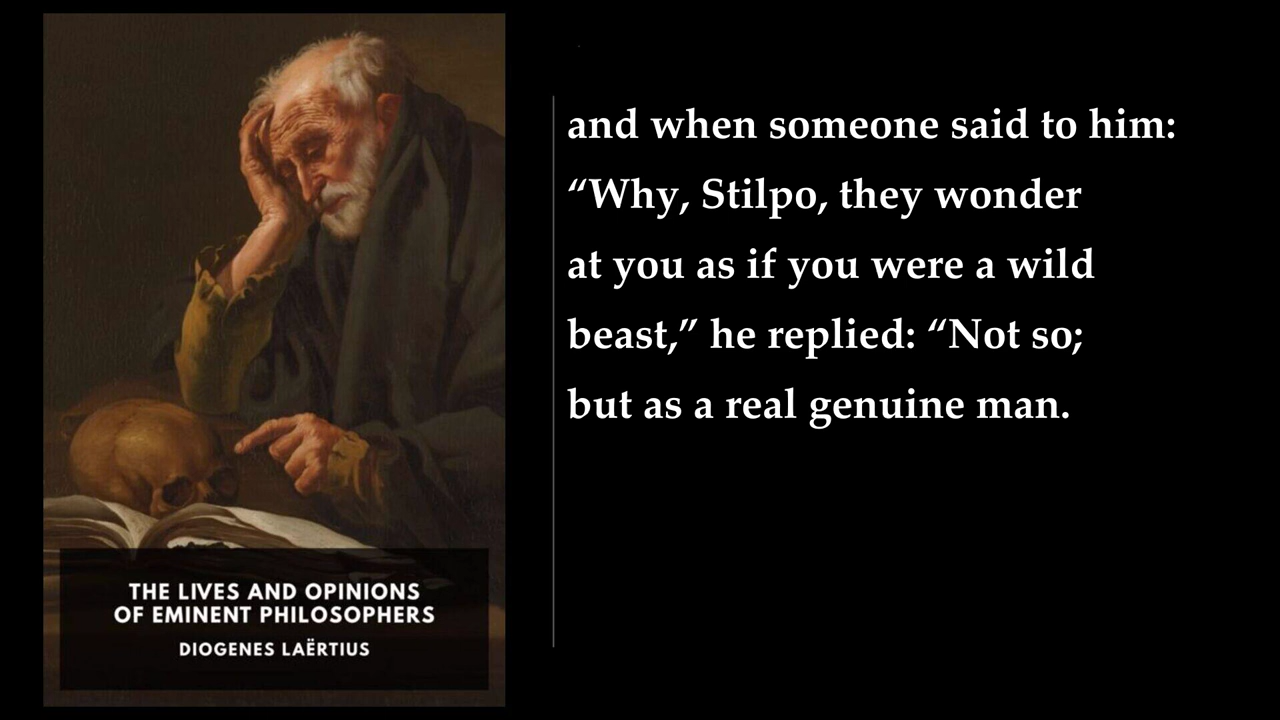 and when someone said to him:
“Why, Stilpo, they wonder
at you as if you were a wild
beast,” he replied: “Not so;
but as a real genuine man.
THE LIVES AND OPINIONS
OF EMINENT PHILOSOPHERS
DIOGENES LAËRTIUS